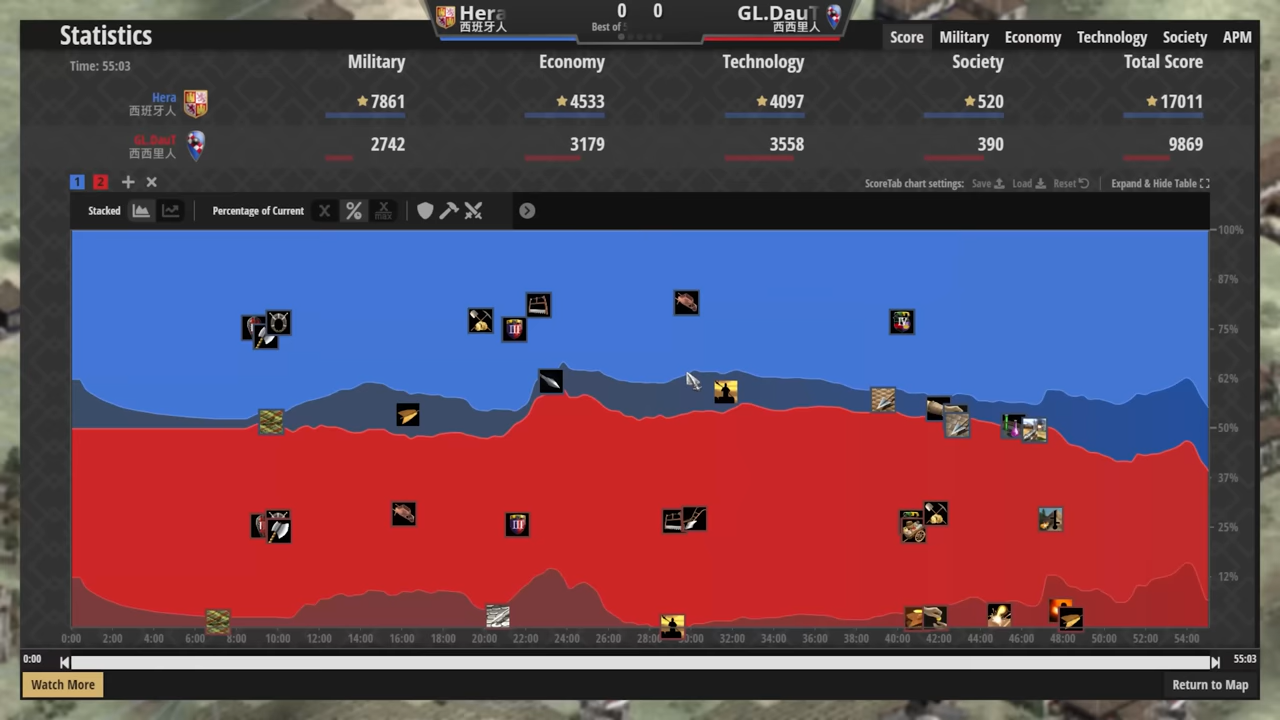 Hera
西班牙人
0 0
Best of
GL.DauT
西西里人
Statistics
Score Military Economy Technology Society APM
Time: 55:03
Military Economy Technology Society Total Score
Hera
西班牙人
7861 4533 4097 520 17011
GL.DauT
西西里人
2742 3179 3558 390 9869
1 2
ScoreTab chart settings: Save Load Reset Expand & Hide Table
Stacked Percentage of Current X % X max
100%
87%
75%
62%
50%
37%
25%
12%
III
IV
III
0:00 2:00 4:00 6:00 8:00 10:00 12:00 14:00 16:00 18:00 20:00 22:00 24:00 26:00 28:00 30:00 32:00 34:00 36:00 38:00 40:00 42:00 44:00 46:00 48:00 50:00 52:00 54:00
0:00 55:03
Watch More Return to Map